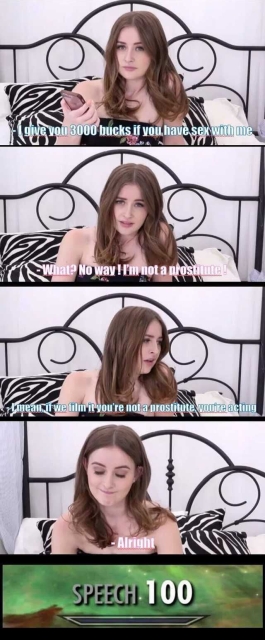 - I give you 3000 bucks if you have sex with me
- What? No way ! I'm not a prostitute !
- I mean, if we film it you're not a prostitute, you're acting
- Alright
SPEECH · 100